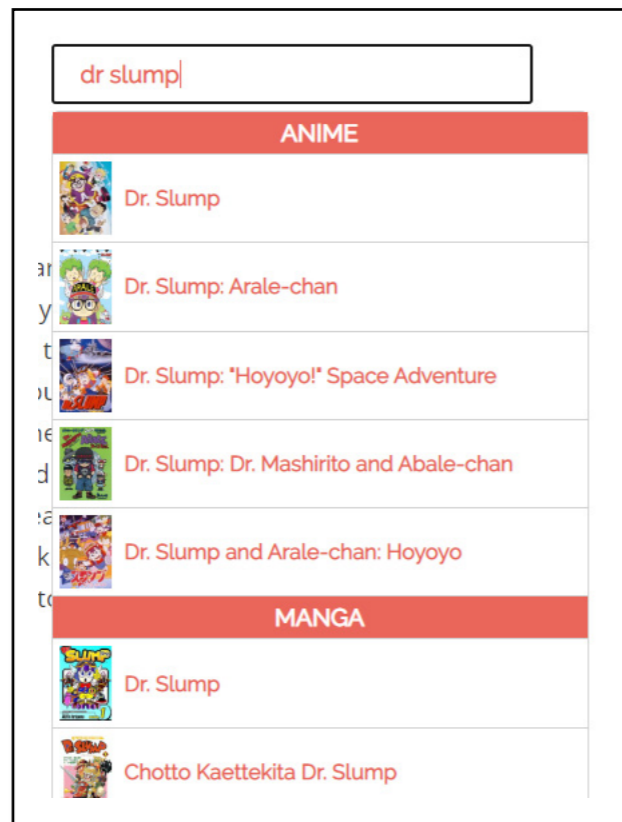 dr slump
ANIME
Dr. Slump
Dr. Slump: Arale-chan
Dr. Slump: "Hoyoyo!" Space Adventure
Dr. Slump: Dr. Mashirito and Abale-chan
Dr. Slump and Arale-chan: Hoyoyo
MANGA
Dr. Slump
Chotto Kaettekita Dr. Slump